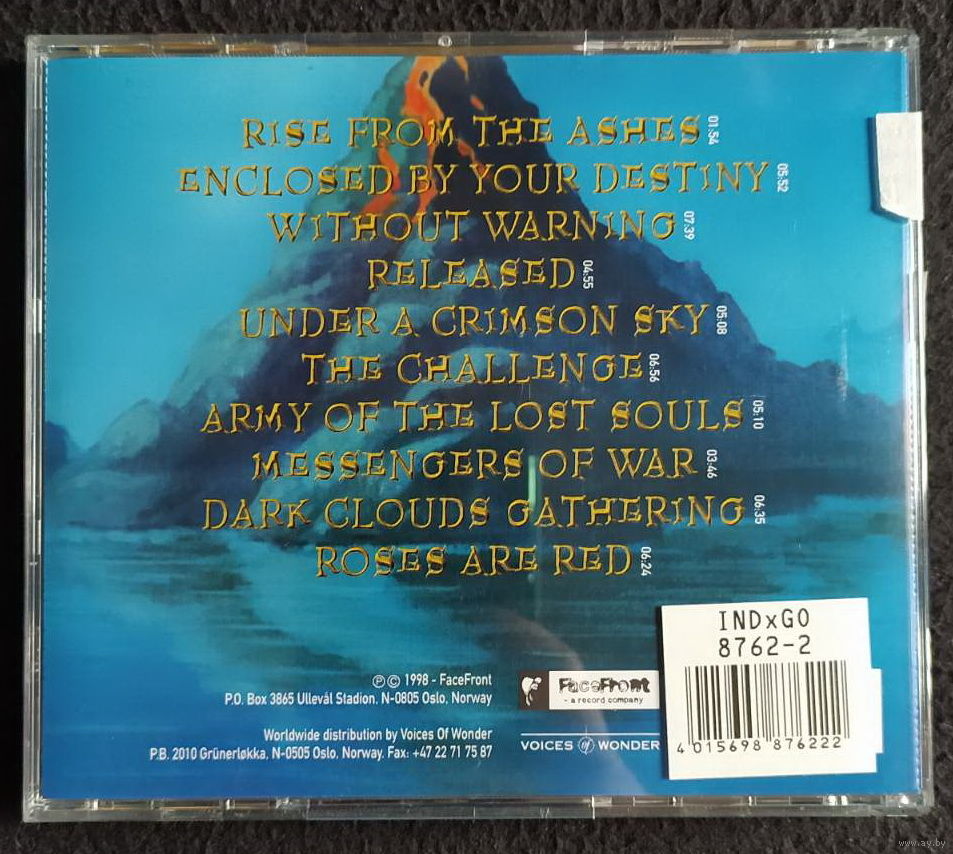 RISE FROM THE ASHES 01:54
ENCLOSED BY YOUR DESTINY 05:52
WITHOUT WARNING 07:39
RELEASED 04:55
UNDER A CRIMSON SKY 05:08
THE CHALLENGE 06:56
ARMY OF THE LOST SOULS 05:10
MESSENGERS OF WAR 03:46
DARK CLOUDS GATHERING 06:35
ROSES ARE RED 06:24
INDxGO
8762-2
4 015698 876222
℗ © 1998 - FaceFront
P.O. Box 3865 Ullevål Stadion, N-0805 Oslo, Norway
FaceFront
- a record company
Worldwide distribution by Voices Of Wonder
P.B. 2010 Grünerløkka, N-0505 Oslo, Norway. Fax: +47 22 71 75 87
VOICES of WONDER
www.ay.by